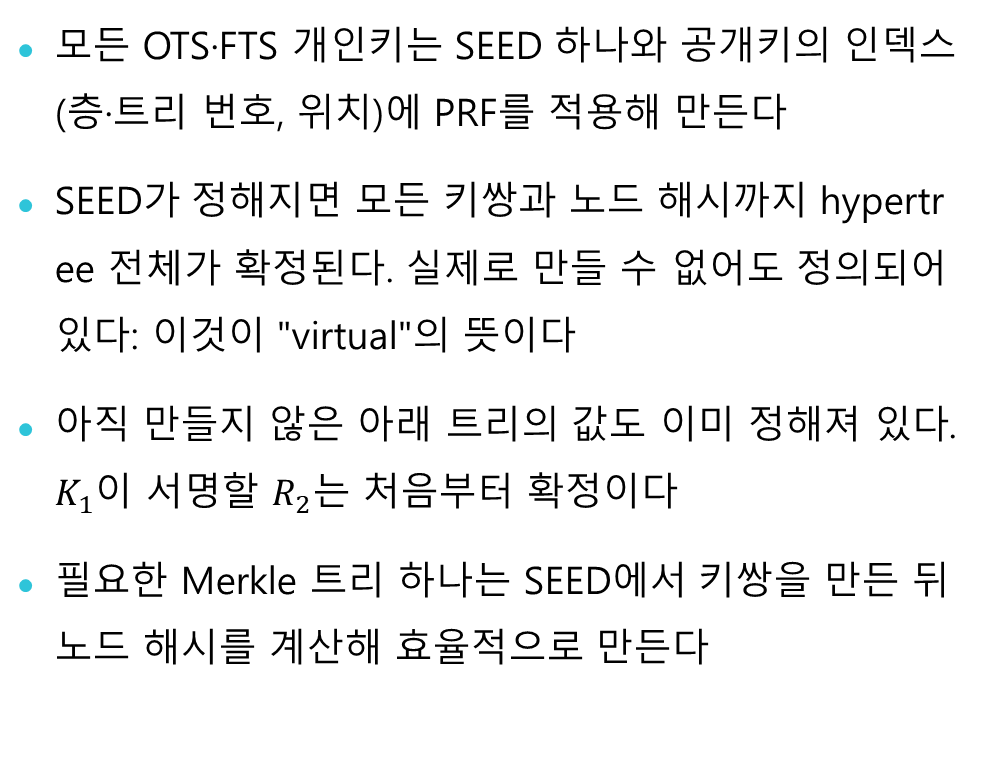 • 모든 OTS·FTS 개인키는 SEED 하나와 공개키의 인덱스
(층·트리 번호, 위치)에 PRF를 적용해 만든다
• SEED가 정해지면 모든 키쌍과 노드 해시까지 hypertr
ee 전체가 확정된다. 실제로 만들 수 없어도 정의되어
있다: 이것이 "virtual"의 뜻이다
• 아직 만들지 않은 아래 트리의 값도 이미 정해져 있다.
K₁이 서명할 R₂는 처음부터 확정이다
• 필요한 Merkle 트리 하나는 SEED에서 키쌍을 만든 뒤
노드 해시를 계산해 효율적으로 만든다